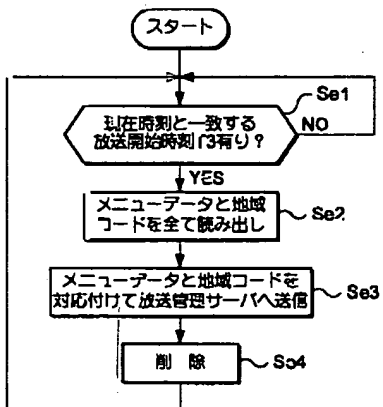 スタート
現在時刻と一致する
放送開始時刻f3有り?
Se1
NO
YES
メニューデータと地域
コードを全て読み出し
Se2
メニューデータと地域コードを
対応付けて放送管理サーバへ送信
Se3
削除
Se4